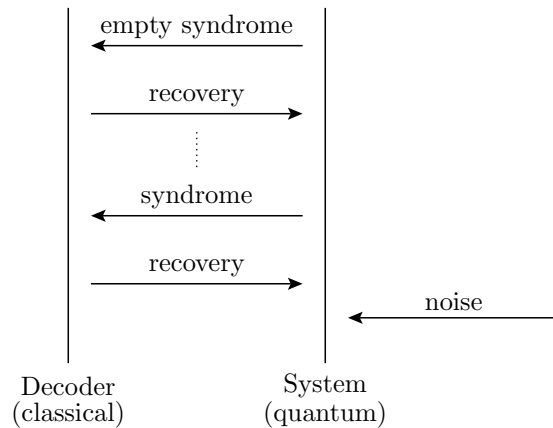 empty syndrome
recovery
syndrome
recovery
noise
Decoder
(classical)
System
(quantum)